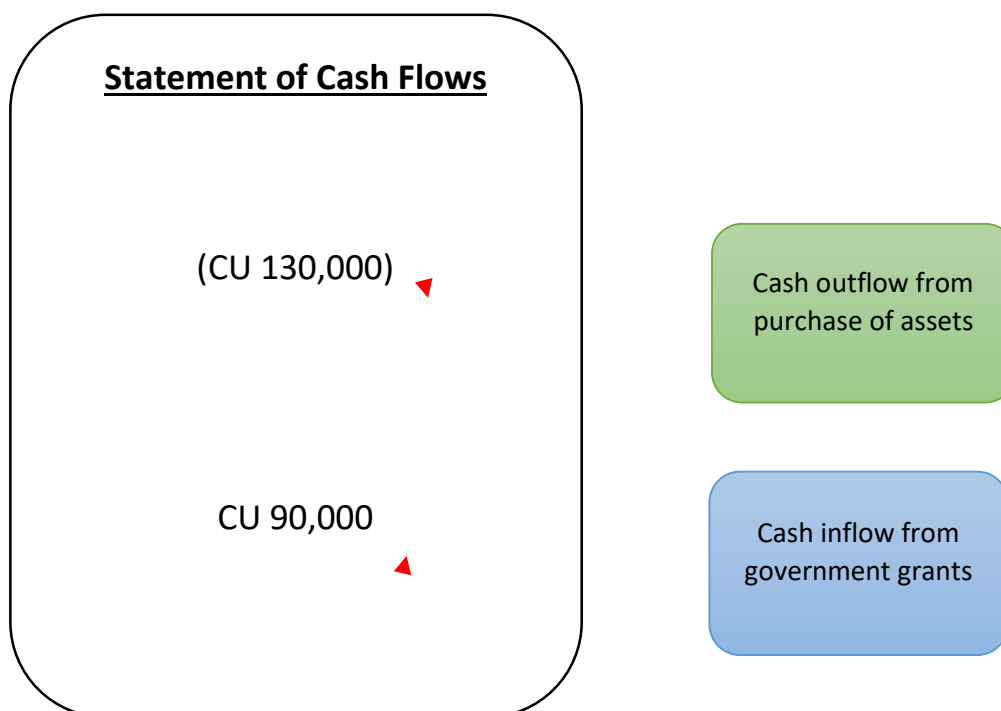 Statement of Cash Flows
(CU 130,000)
Cash outflow from
purchase of assets
CU 90,000
Cash inflow from
government grants